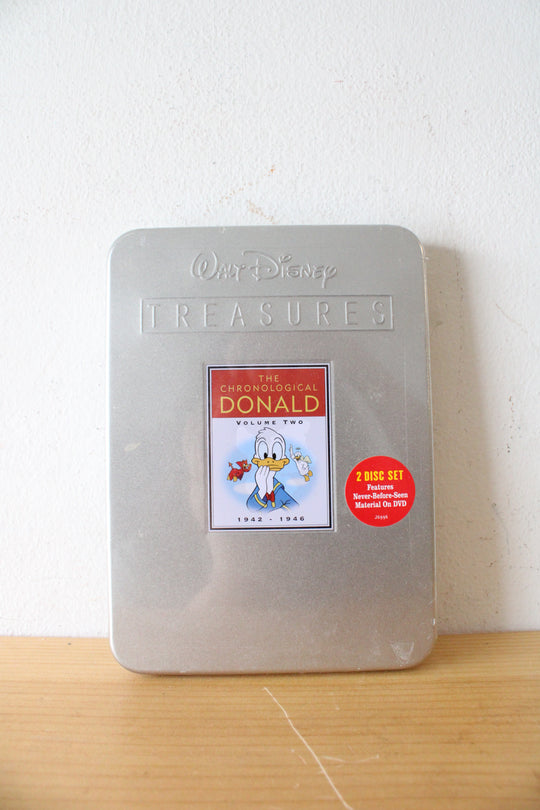 Walt Disney
TREASURES
THE
CHRONOLOGICAL
DONALD
VOLUME TWO
1942 · 1946
2 DISC SET
Features
Never-Before-Seen
Material On DVD